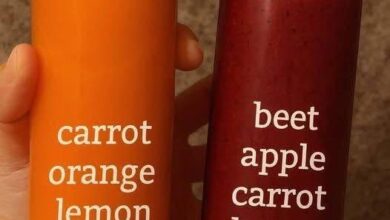 carrot
orange
lemon
beet
apple
carrot